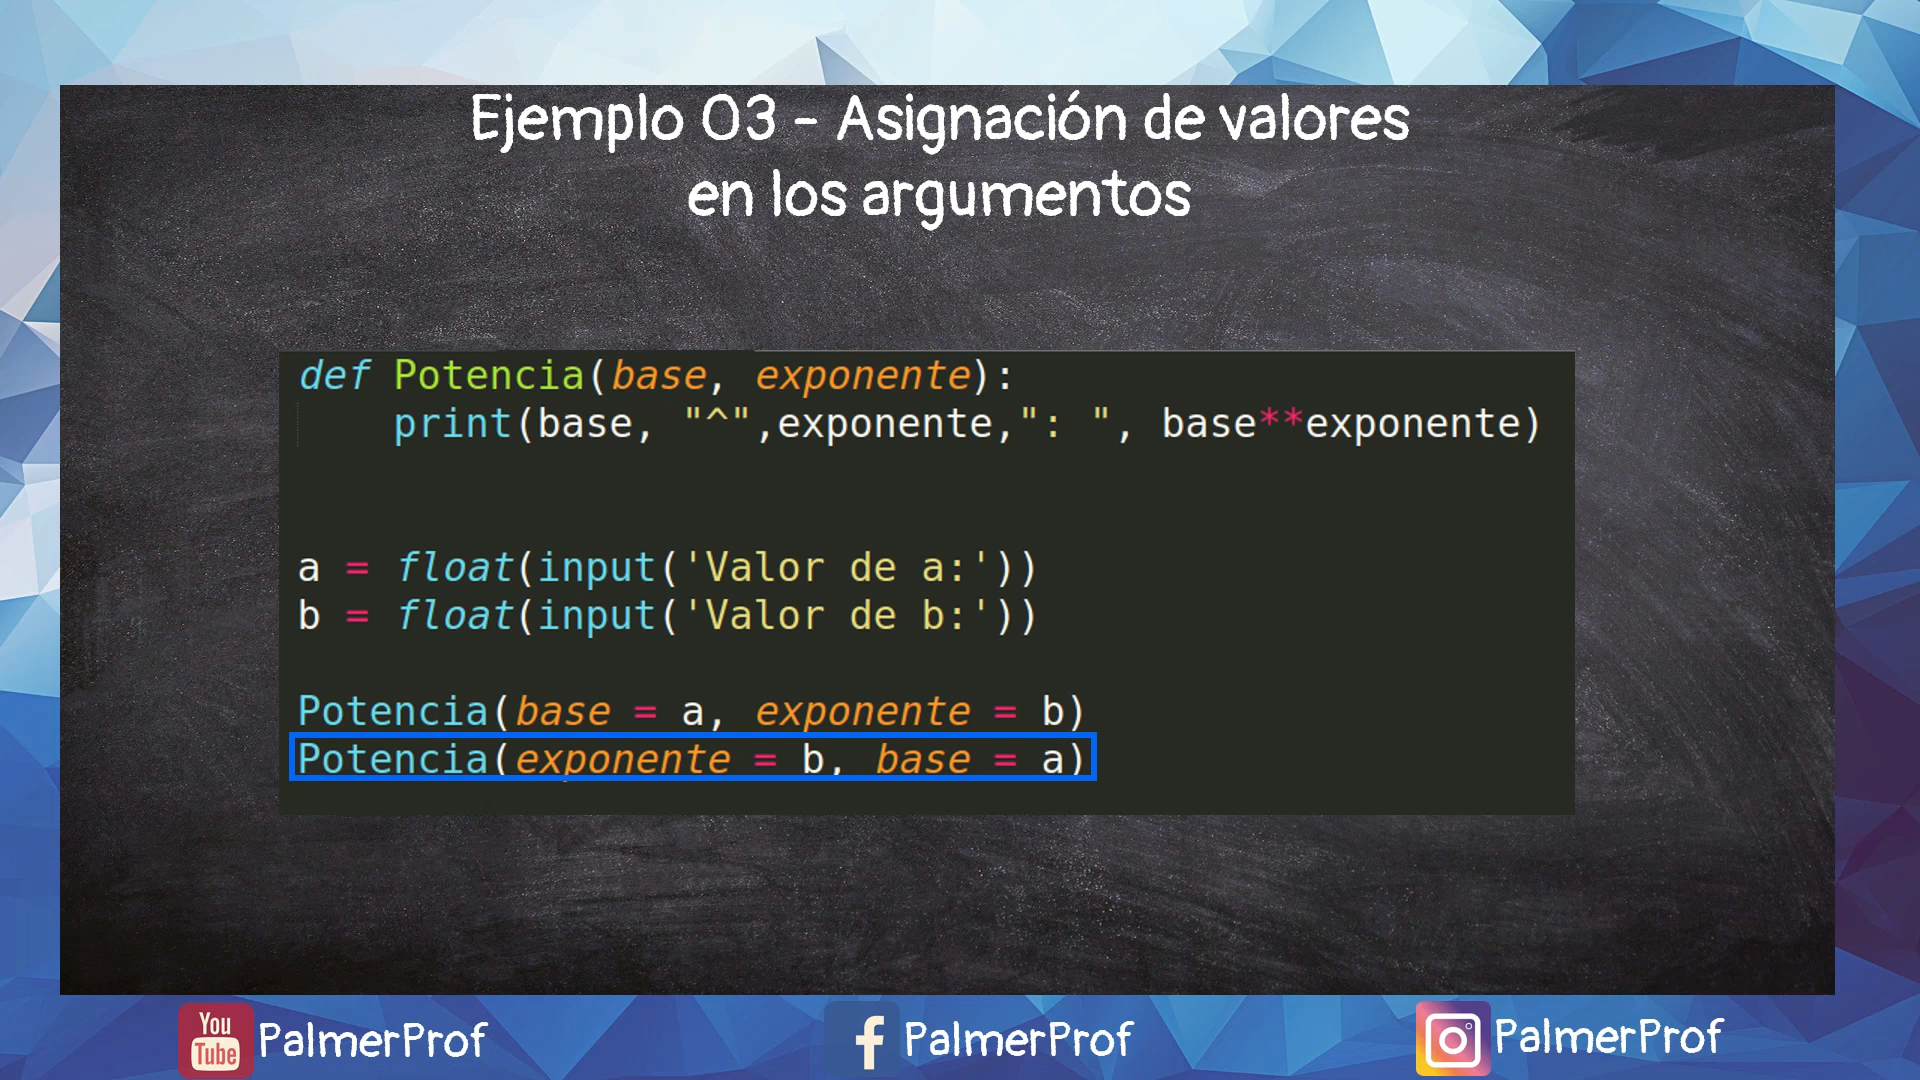 Ejemplo 03 - Asignación de valores
en los argumentos
def Potencia(base, exponente):
    print(base, "^",exponente,": ", base**exponente)
a = float(input('Valor de a:'))
b = float(input('Valor de b:'))
Potencia(base = a, exponente = b)
Potencia(exponente = b, base = a)
You
Tube
PalmerProf
f
PalmerProf
PalmerProf